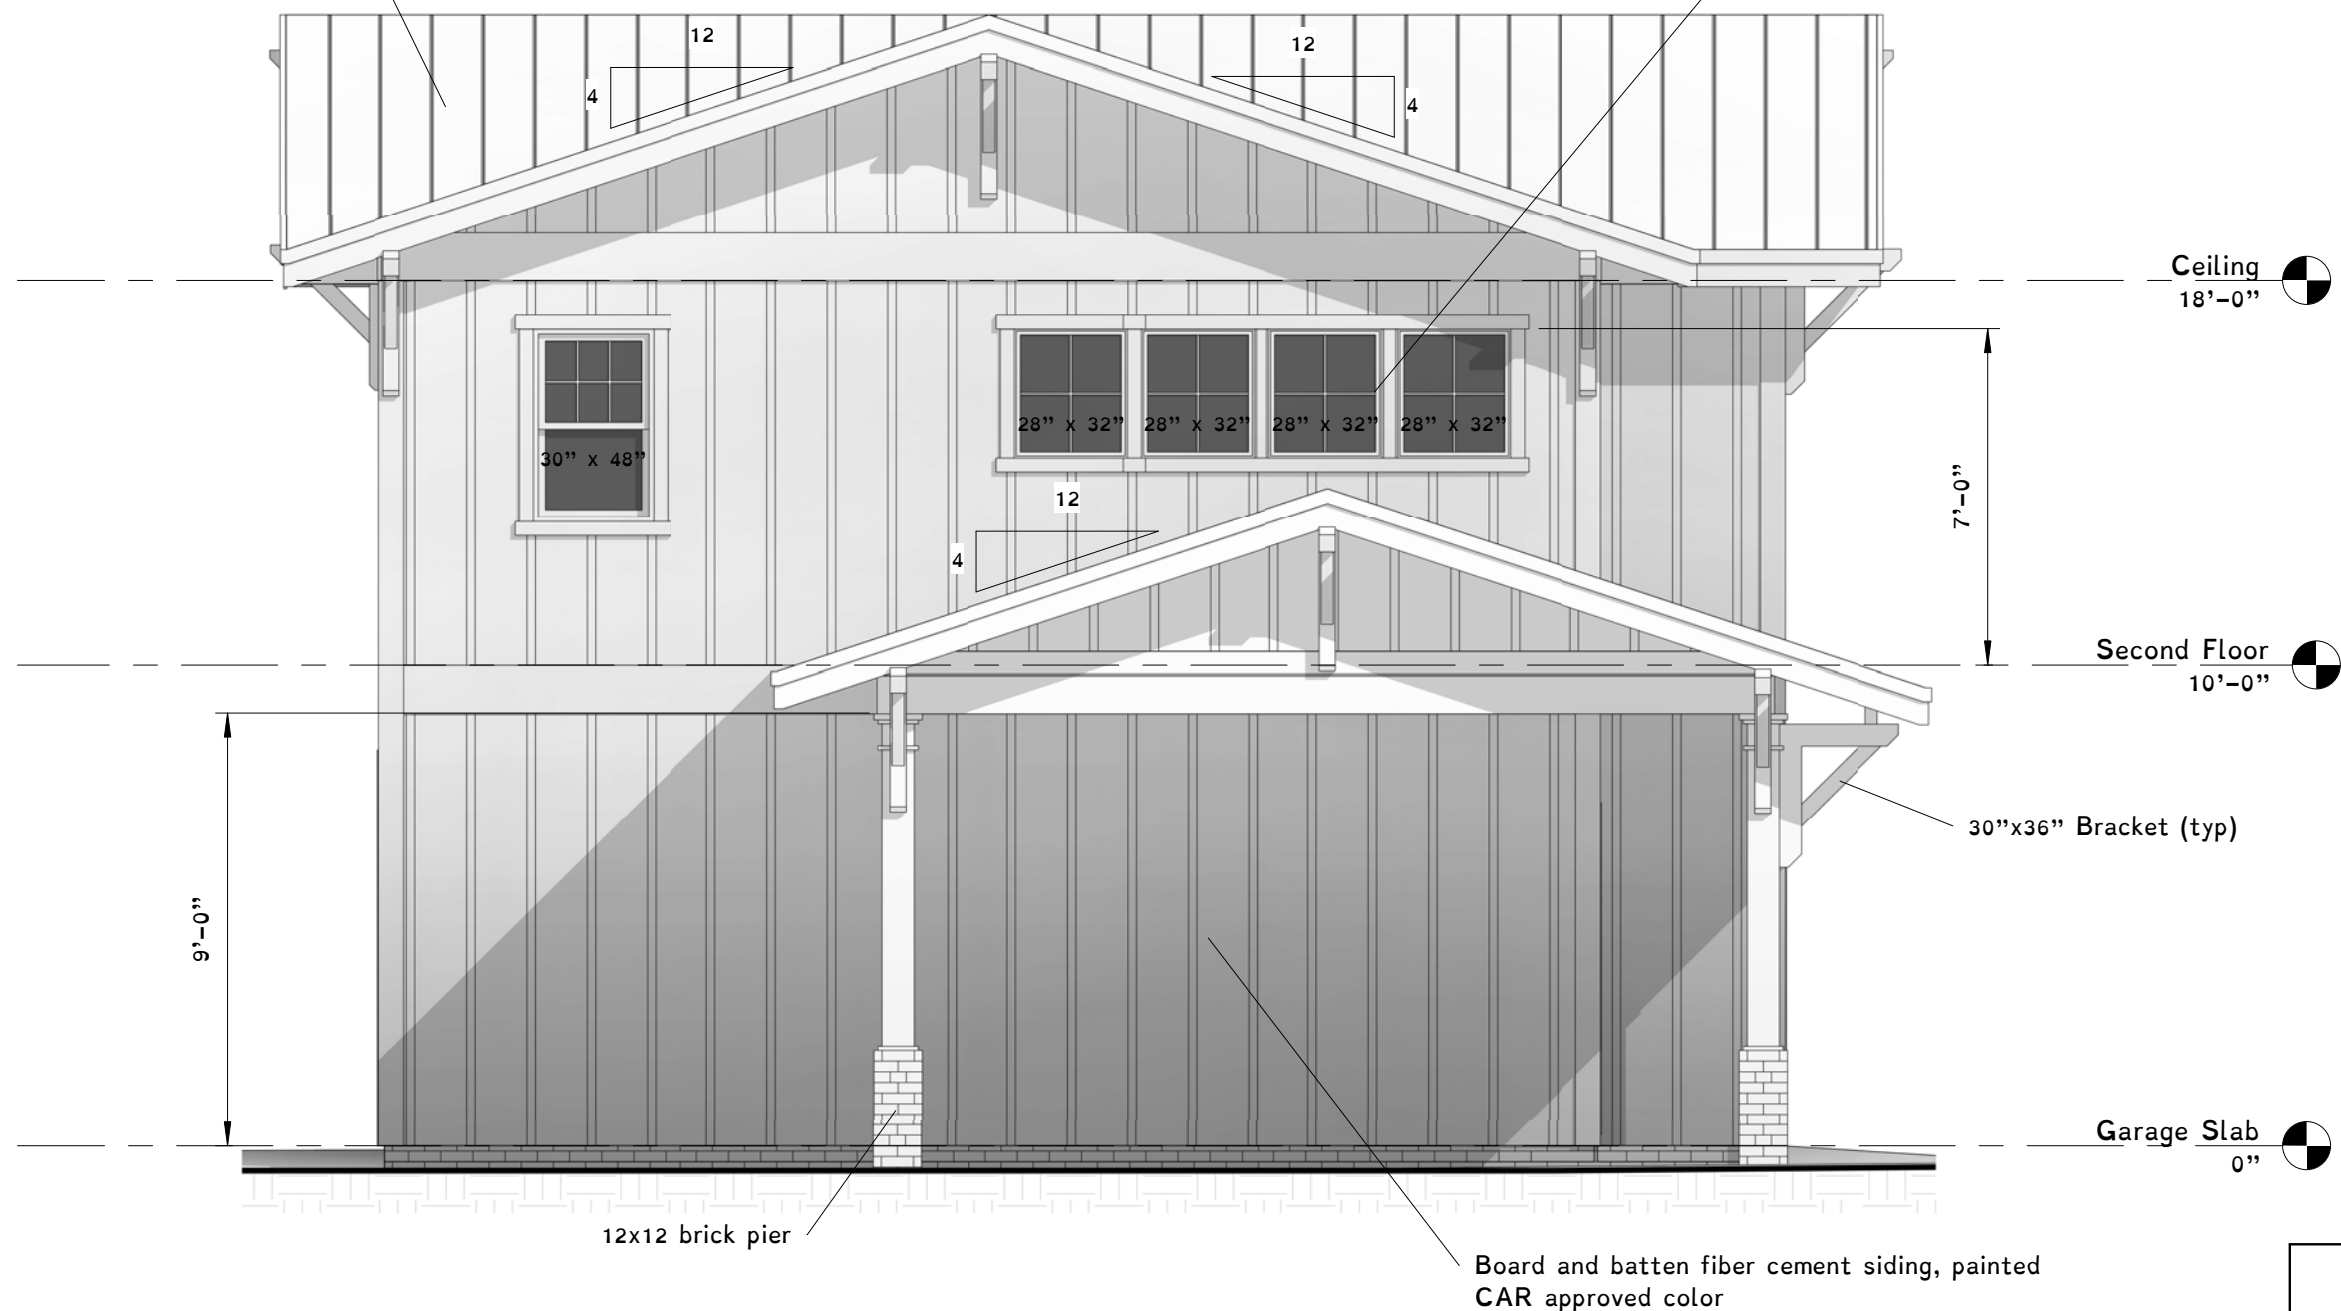 12
12
4
4
Ceiling
18'-0"
28" x 32" 28" x 32" 28" x 32" 28" x 32"
30" x 48"
12
7'-0"
4
Second Floor
10'-0"
30"x36" Bracket (typ)
9'-0"
Garage Slab
0"
12x12 brick pier
Board and batten fiber cement siding, painted
CAR approved color